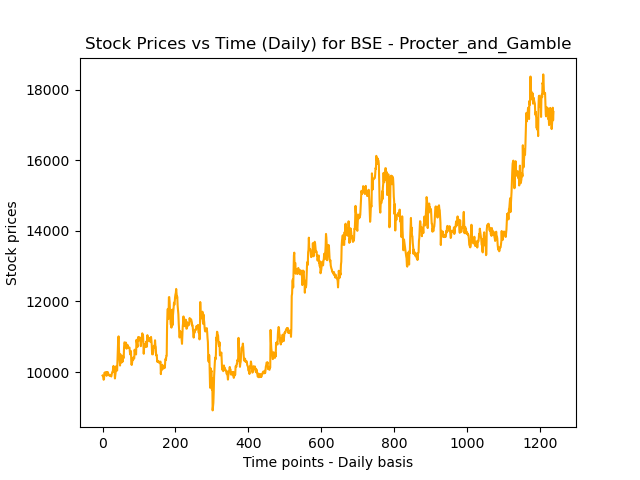 Stock Prices vs Time (Daily) for BSE - Procter_and_Gamble
18000
16000
14000
12000
10000
Stock prices
0 200 400 600 800 1000 1200
Time points - Daily basis